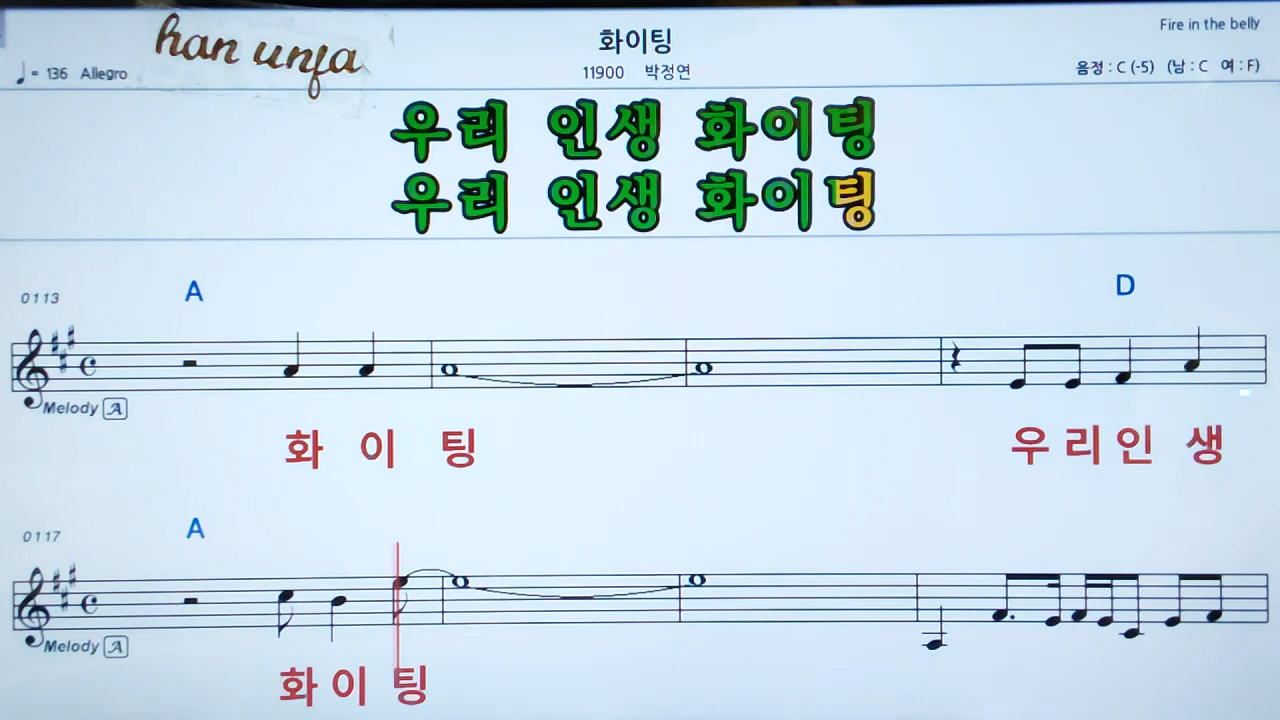 han unfa
화이팅
Fire in the belly
♩= 136 Allegro
11900 박정연
음정 : C (-5) (남 : C 여 : F)
우리 인생 화이팅
우리 인생 화이팅
0113
A
D
Melody A
화 이 팅 우 리 인 생
0117
A
Melody A
화 이 팅